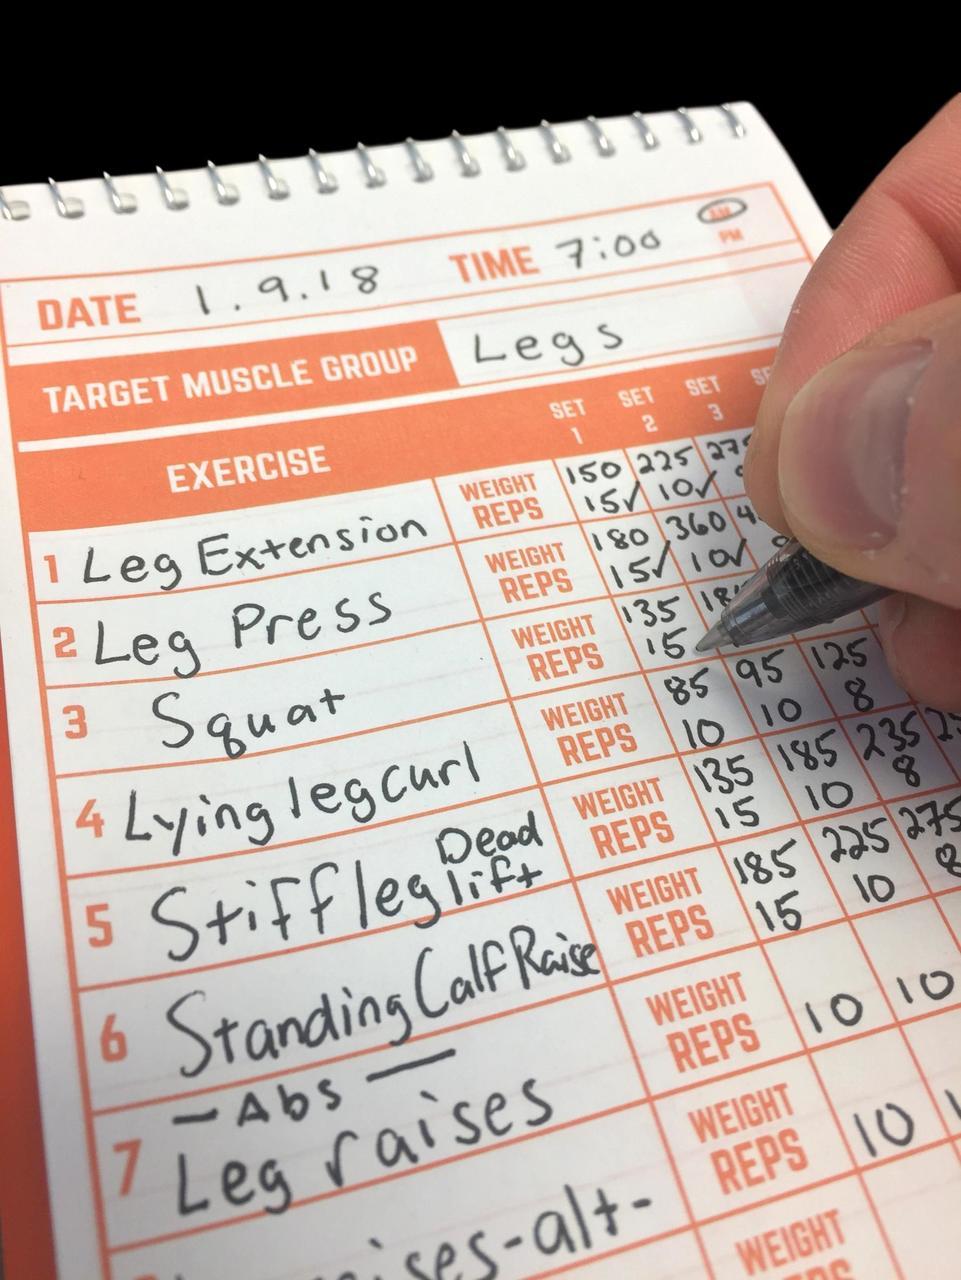 DATE 1.9.18 TIME 7:00 AM
PM
TARGET MUSCLE GROUP Legs
EXERCISE SET 1 SET 2 SET 3
1 Leg Extension WEIGHT 150 225
REPS 15✓ 10✓
2 Leg Press WEIGHT 180 360
REPS 15✓ 10✓
3 Squat WEIGHT 135
REPS 15
4 Lying leg curl WEIGHT 85 95 125
REPS 10 10 8
5 Stiff leg Dead lift WEIGHT 135 185 235
REPS 15 10 8
6 Standing Calf Raise WEIGHT 185 225 275
REPS 15 10 8
- Abs -
7 Leg raises WEIGHT
REPS 10 10
-alt-
WEIGHT
REPS 10
WEIGHT